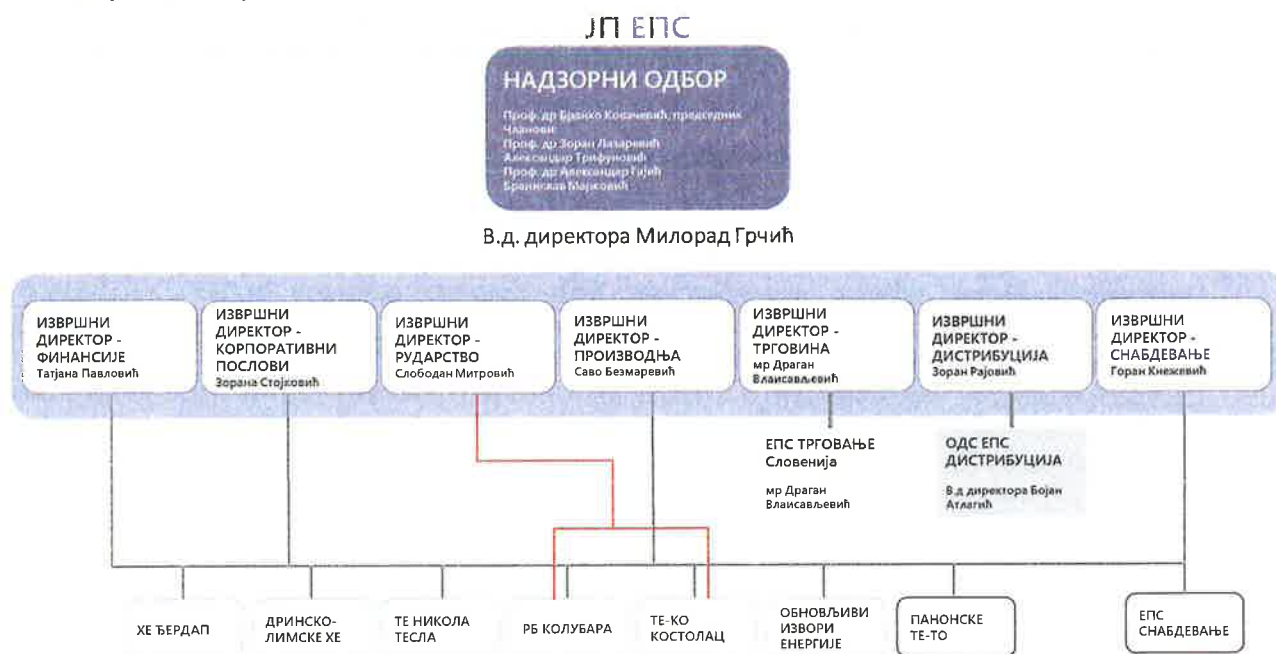 ЈП ЕПС
НАДЗОРНИ ОДБОР
Проф. др Бранко Ковачевић, председник
Чланови:
Проф. др Зоран Лазаревић
Александар Трифуновић
Проф. др Александар Гајић
Бранислав Марковић
В.д. директора Милорад Грчић
ИЗВРШНИ
ДИРЕКТОР -
ФИНАНСИЈЕ
Татјана Павловић
ИЗВРШНИ
ДИРЕКТОР -
КОРПОРАТИВНИ
ПОСЛОВИ
Зорана Стојковић
ИЗВРШНИ
ДИРЕКТОР -
РУДАРСТВО
Слободан Митровић
ИЗВРШНИ
ДИРЕКТОР -
ПРОИЗВОДЊА
Саво Безмаревић
ИЗВРШНИ
ДИРЕКТОР -
ТРГОВИНА
мр Драган
Влаисављевић
ИЗВРШНИ
ДИРЕКТОР -
ДИСТРИБУЦИЈА
Зоран Рајовић
ИЗВРШНИ
ДИРЕКТОР -
СНАБДЕВАЊЕ
Горан Кнежевић
ЕПС ТРГОВАЊЕ
Словенија
мр Драган
Влаисављевић
ОДС ЕПС
ДИСТРИБУЦИЈА
В.д директора Бојан
Атлагић
ХЕ ЂЕРДАП
ДРИНСКО-
ЛИМСКЕ ХЕ
ТЕ НИКОЛА
ТЕСЛА
РБ КОЛУБАРА
ТЕ-КО
КОСТОЛАЦ
ОБНОВЉИВИ
ИЗВОРИ
ЕНЕРГИЈЕ
ПАНОНСКЕ
ТЕ-ТО
ЕПС
СНАБДЕВАЊЕ